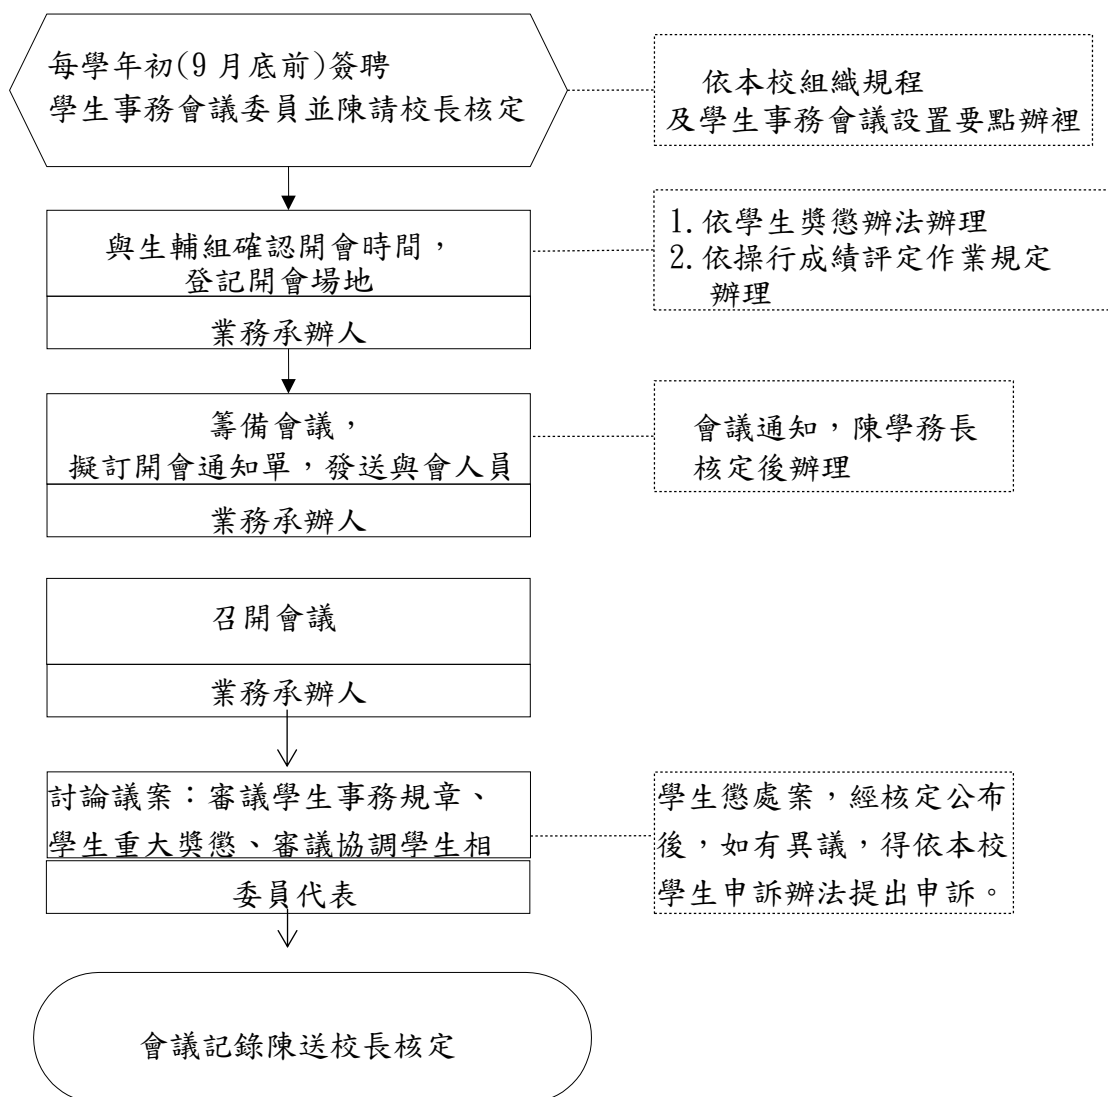 每學年初(9 月底前)簽聘
學生事務會議委員並陳請校長核定
依本校組織規程
及學生事務會議設置要點辦裡
與生輔組確認開會時間，
登記開會場地
業務承辦人
1. 依學生獎懲辦法辦理
2. 依操行成績評定作業規定
辦理
籌備會議，
擬訂開會通知單，發送與會人員
業務承辦人
會議通知，陳學務長
核定後辦理
召開會議
業務承辦人
討論議案：審議學生事務規章、
學生重大獎懲、審議協調學生相
委員代表
學生懲處案，經核定公布
後，如有異議，得依本校
學生申訴辦法提出申訴。
會議記錄陳送校長核定